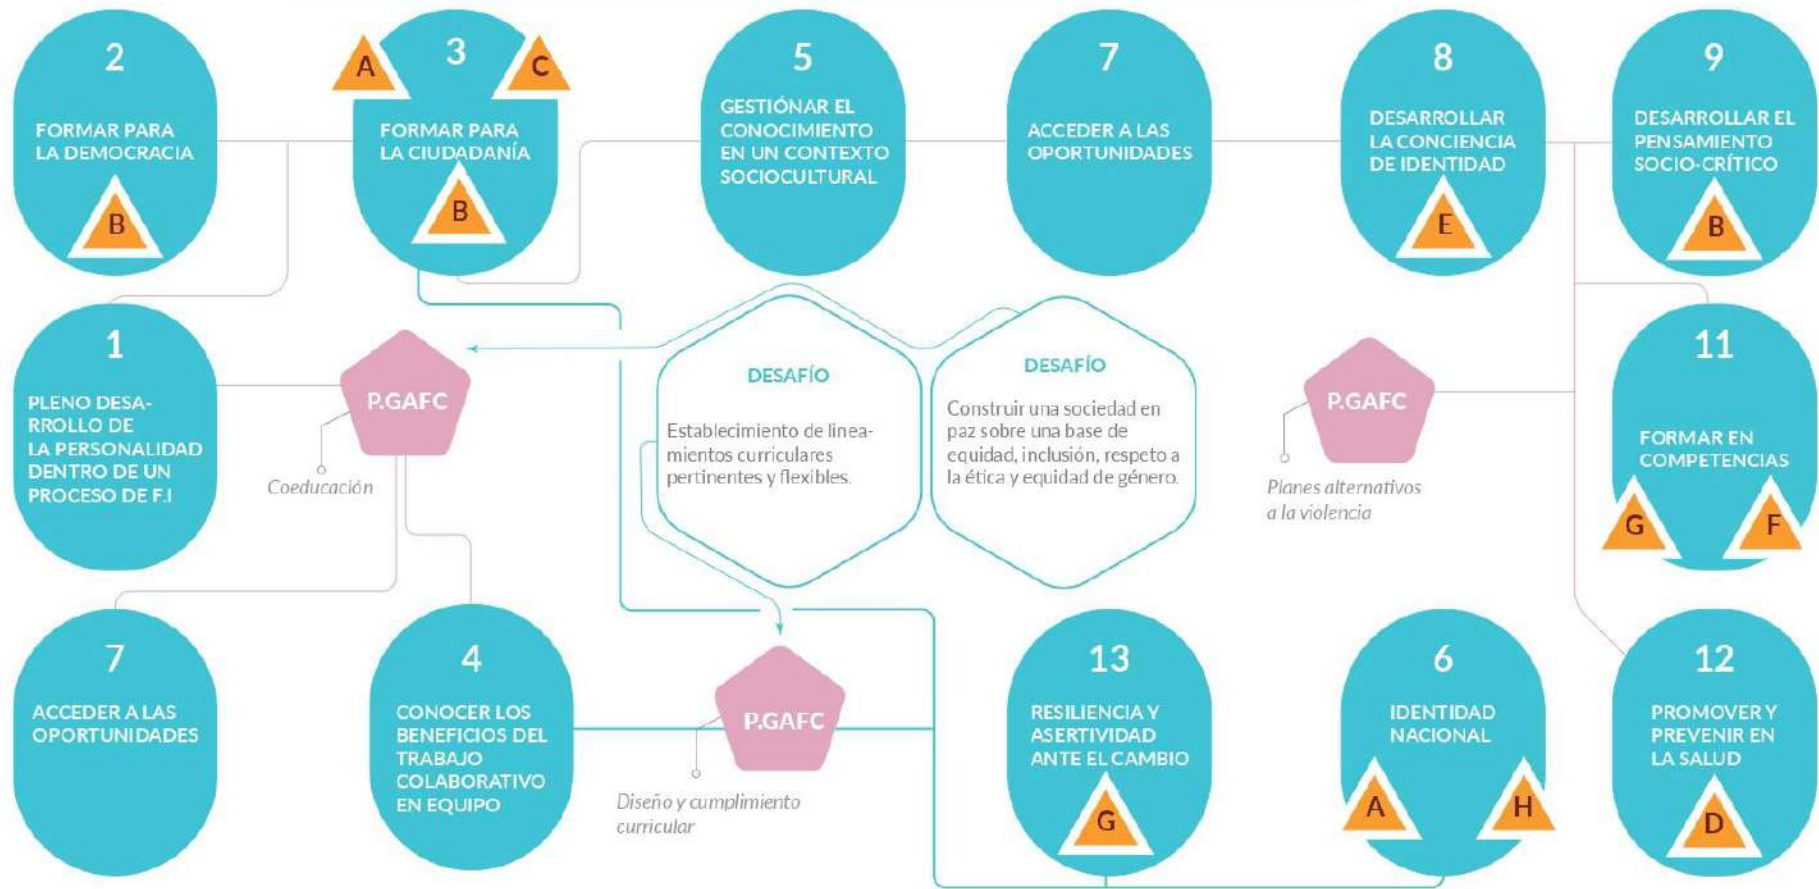 2
FORMAR PARA
LA DEMOCRACIA
B
A
3
C
FORMAR PARA
LA CIUDADANÍA
B
5
GESTIÓNAR EL
CONOCIMIENTO
EN UN CONTEXTO
SOCIOCULTURAL
7
ACCEDER A LAS
OPORTUNIDADES
8
DESARROLLAR
LA CONCIENCIA
DE IDENTIDAD
E
9
DESARROLLAR EL
PENSAMIENTO
SOCIO-CRÍTICO
B
1
PLENO DESA-
RROLLO DE
LA PERSONALIDAD
DENTRO DE UN
PROCESO DE F.I
P.GAFC
Coeducación
DESAFÍO
Establecimiento de linea-
mientos curriculares
pertinentes y flexibles.
DESAFÍO
Construir una sociedad en
paz sobre una base de
equidad, inclusión, respeto a
la ética y equidad de género.
P.GAFC
Planes alternativos
a la violencia
11
FORMAR EN
COMPETENCIAS
G
F
7
ACCEDER A LAS
OPORTUNIDADES
4
CONOCER LOS
BENEFICIOS DEL
TRABAJO
COLABORATIVO
EN EQUIPO
P.GAFC
Diseño y cumplimiento
curricular
13
RESILIENCIA Y
ASERTIVIDAD
ANTE EL CAMBIO
G
6
IDENTIDAD
NACIONAL
A
H
12
PROMOVER Y
PREVENIR EN
LA SALUD
D